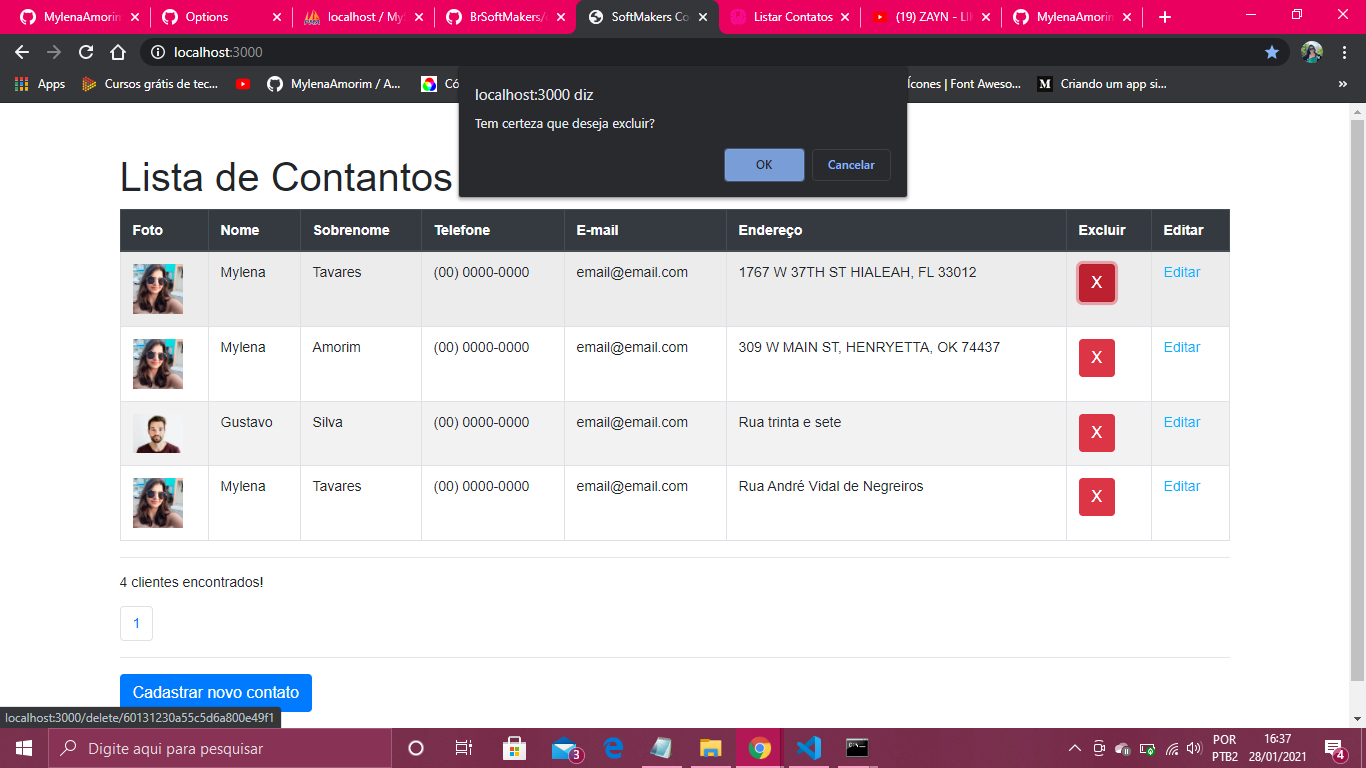 MylenaAmorim
Options
localhost / My
BrSoftMakers/
SoftMakers Co
Listar Contatos
(19) ZAYN - LI
MylenaAmorim
localhost:3000
Apps
Cursos grátis de tec...
MylenaAmorim / A...
Có
Ícones | Font Aweso...
Criando um app si...
localhost:3000 diz
Tem certeza que deseja excluir?
OK
Cancelar
Lista de Contantos
Foto Nome Sobrenome Telefone E-mail Endereço Excluir Editar
Mylena Tavares (00) 0000-0000 email@email.com 1767 W 37TH ST HIALEAH, FL 33012 X Editar
Mylena Amorim (00) 0000-0000 email@email.com 309 W MAIN ST, HENRYETTA, OK 74437 X Editar
Gustavo Silva (00) 0000-0000 email@email.com Rua trinta e sete X Editar
Mylena Tavares (00) 0000-0000 email@email.com Rua André Vidal de Negreiros X Editar
4 clientes encontrados!
1
Cadastrar novo contato
localhost:3000/delete/60131230a55c5d6a800e49f1
Digite aqui para pesquisar
3
POR
PTB2
16:37
28/01/2021
4